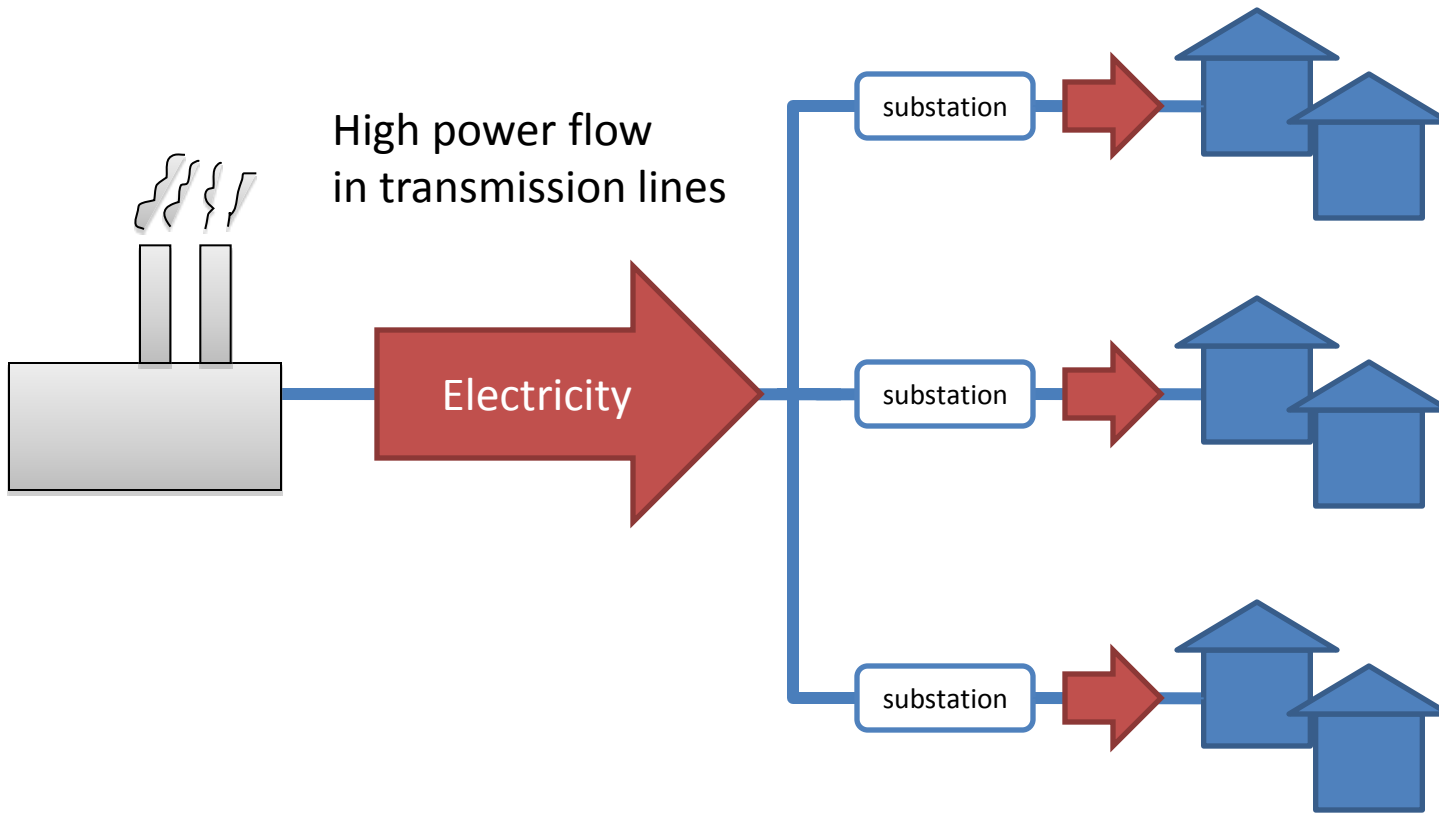 High power flow
in transmission lines
Electricity
substation
substation
substation